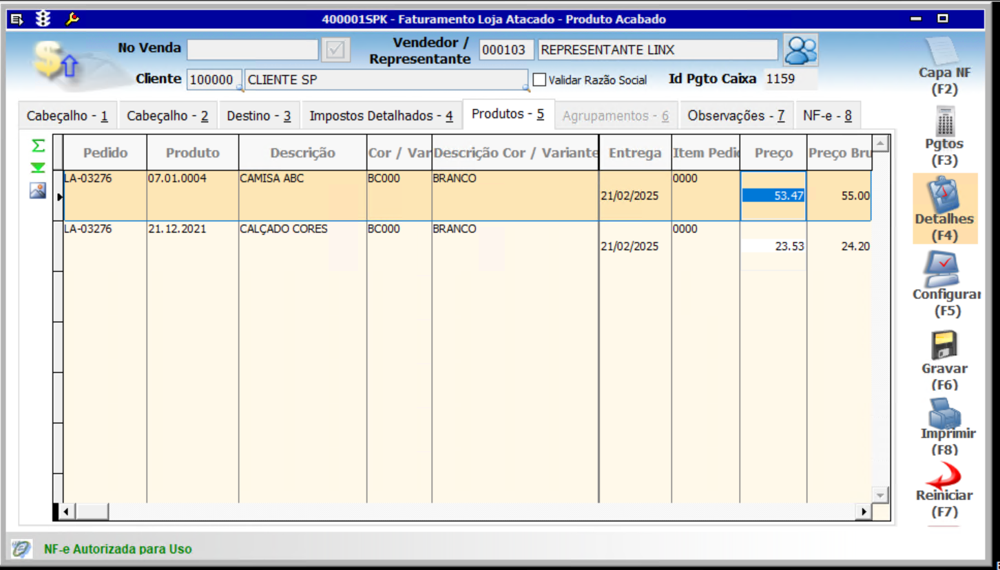 400001SPK - Faturamento Loja Atacado - Produto Acabado
No Venda
Vendedor / Representante 000103 REPRESENTANTE LINX
Cliente 100000 CLIENTE SP Validar Razão Social Id Pgto Caixa 1159
Cabeçalho - 1 Cabeçalho - 2 Destino - 3 Impostos Detalhados - 4 Produtos - 5 Agrupamentos - 6 Observações - 7 NF-e - 8
Pedido Produto Descrição Cor / Var Descrição Cor / Variante Entrega Item Pedi Preço Preço Bru
LA-03276 07.01.0004 CAMISA ABC BC000 BRANCO 21/02/2025 0000 53.47 55.00
LA-03276 21.12.2021 CALÇADO CORES BC000 BRANCO 21/02/2025 0000 23.53 24.20
Capa NF
(F2)
Pgtos
(F3)
Detalhes
(F4)
Configurar
(F5)
Gravar
(F6)
Imprimir
(F8)
Reiniciar
(F7)
NF-e Autorizada para Uso